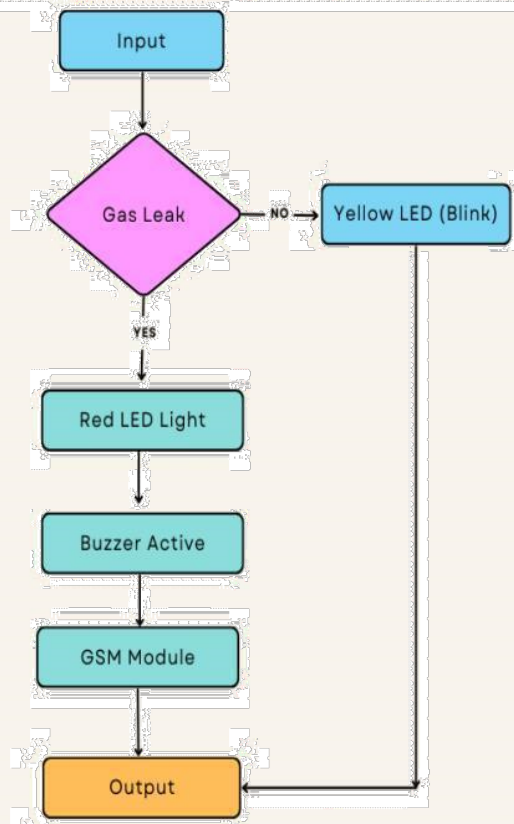 Input
Gas Leak
NO
Yellow LED (Blink)
YES
Red LED Light
Buzzer Active
GSM Module
Output